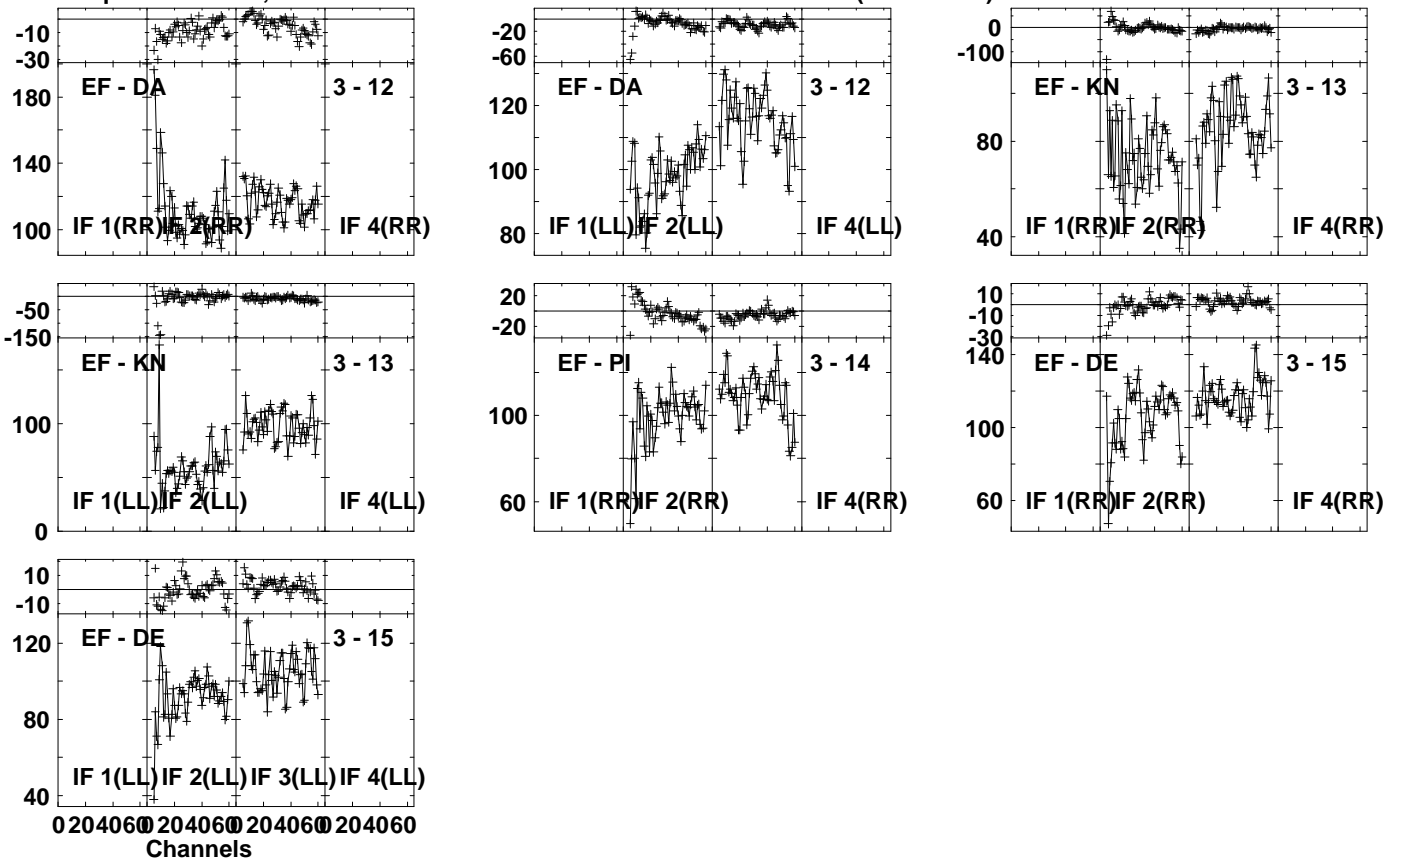 -10
-30
EF - DA 3 - 12
180
140
100
IF 1(RR) IF 2(RR) IF 4(RR)
-20
-60
EF - DA 3 - 12
120
100
80
IF 1(LL) IF 2(LL) IF 4(LL)
0
-100
EF - KN 3 - 13
80
40
IF 1(RR) IF 2(RR) IF 4(RR)
-50
-150
EF - KN 3 - 13
100
0
IF 1(LL) IF 2(LL) IF 4(LL)
20
-20
EF - PI 3 - 14
100
60
IF 1(RR) IF 2(RR) IF 4(RR)
10
-10
-30
EF - DE 3 - 15
140
100
60
IF 1(RR) IF 2(RR) IF 4(RR)
10
-10
EF - DE 3 - 15
120
80
40
IF 1(LL) IF 2(LL) IF 3(LL) IF 4(LL)
0 20 40 60 0 20 40 60 0 20 40 60 0 20 40 60
Channels